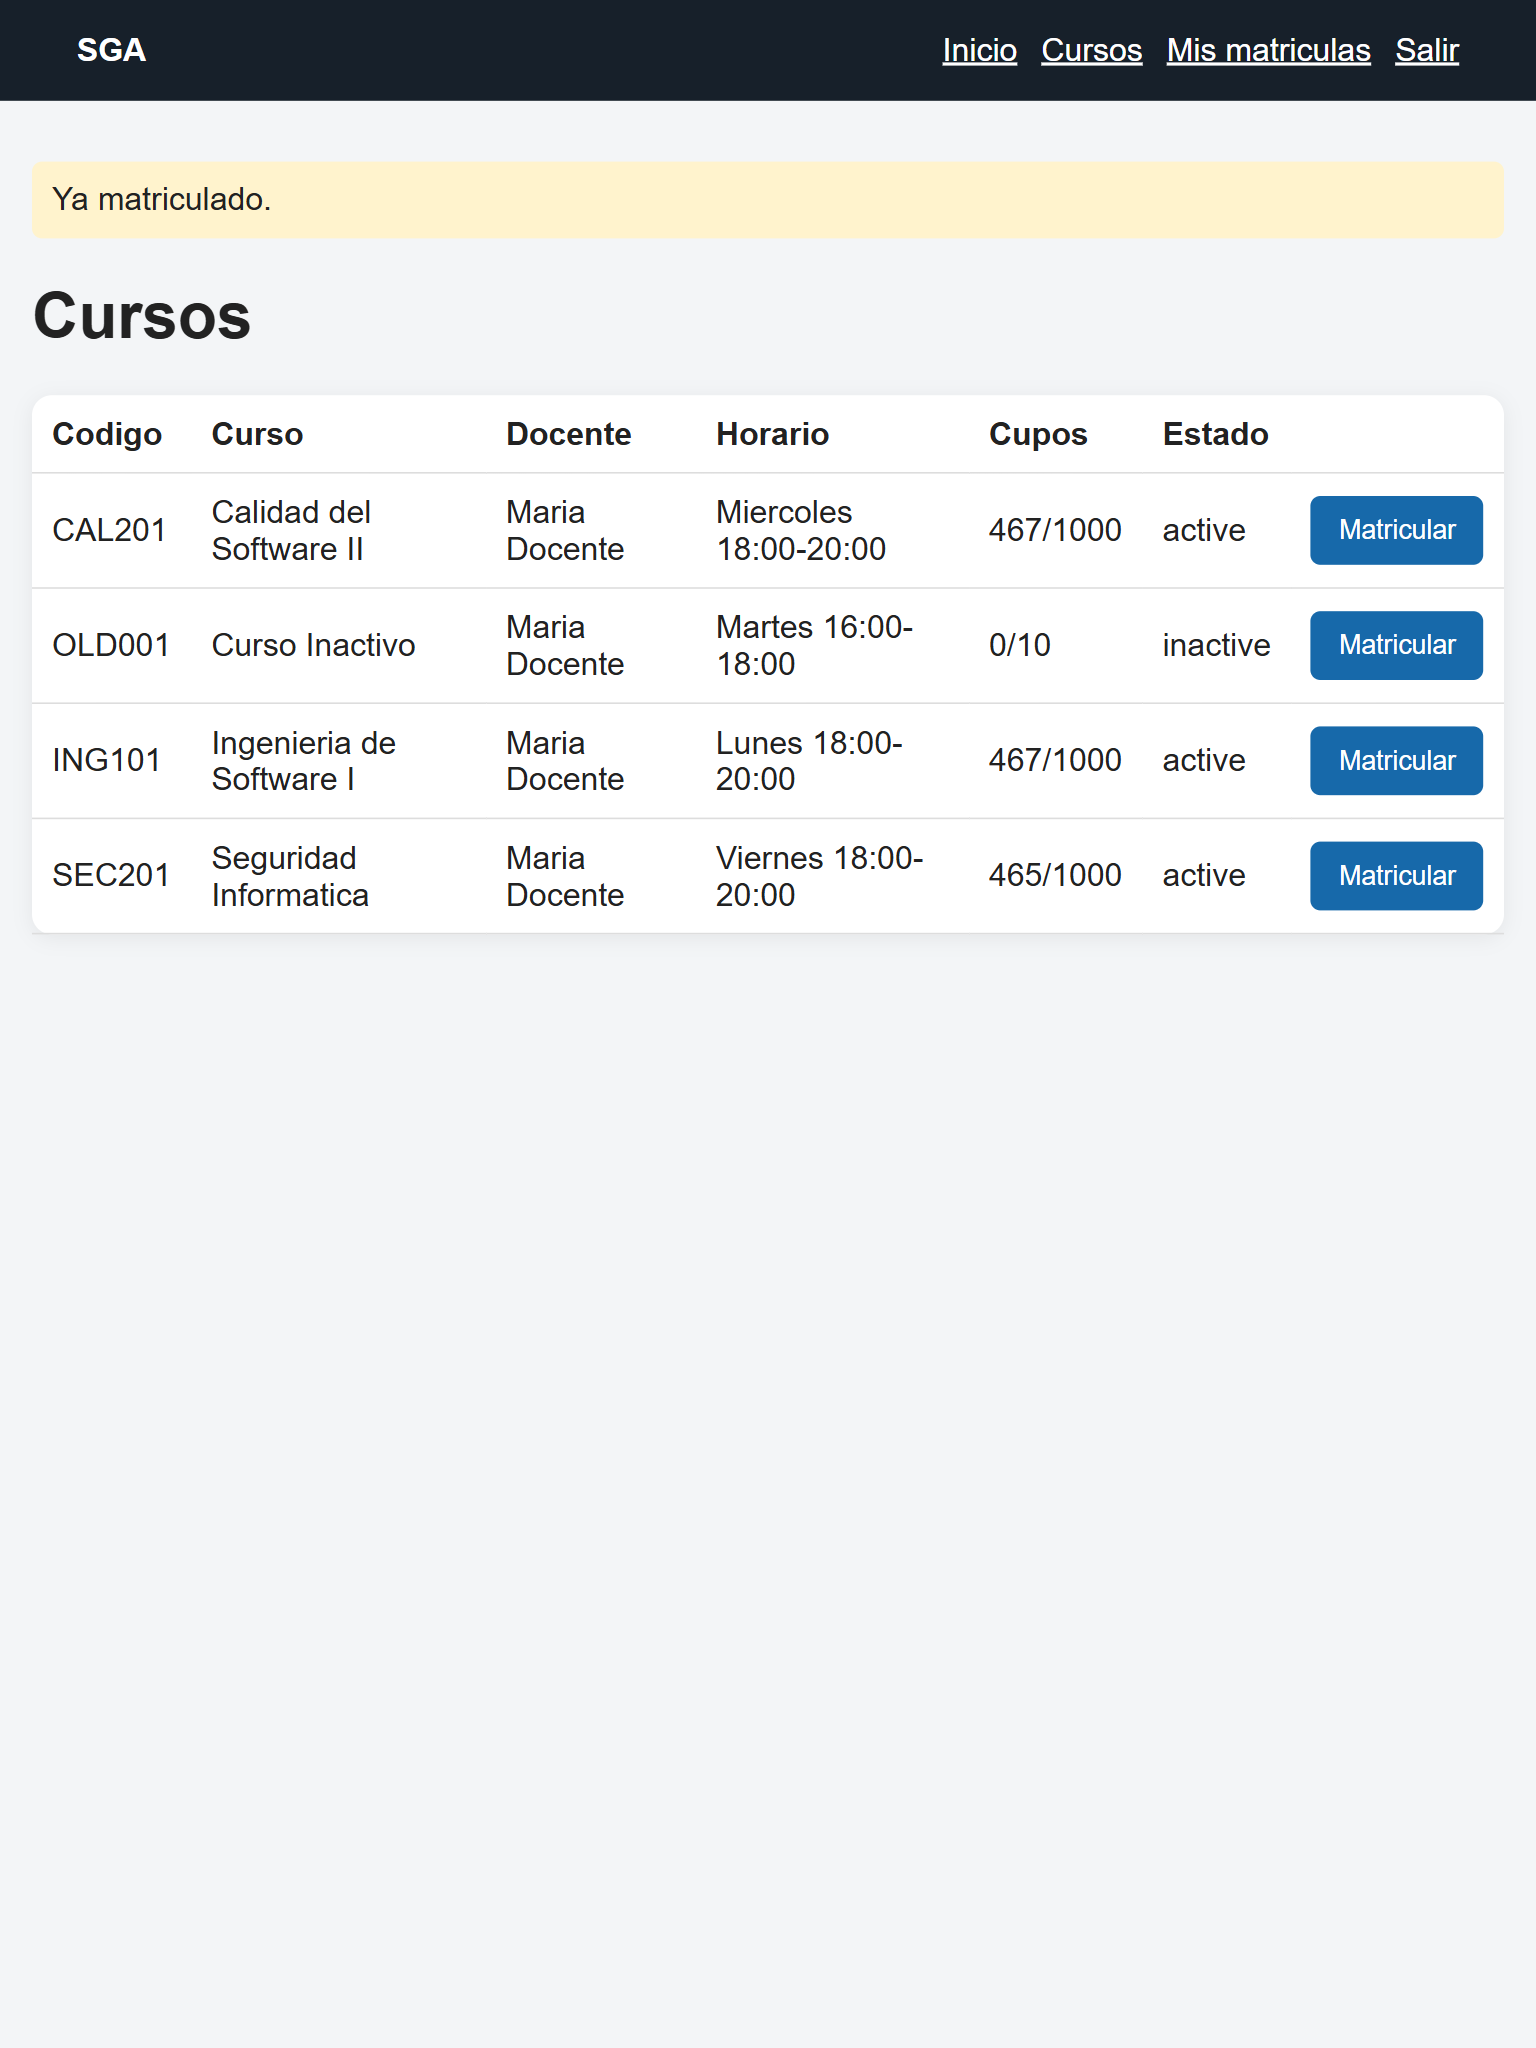 SGA Inicio Cursos Mis matriculas Salir
Ya matriculado.
Cursos
Codigo Curso Docente Horario Cupos Estado
CAL201 Calidad del Software II Maria Docente Miercoles 18:00-20:00 467/1000 active Matricular
OLD001 Curso Inactivo Maria Docente Martes 16:00-18:00 0/10 inactive Matricular
ING101 Ingenieria de Software I Maria Docente Lunes 18:00-20:00 467/1000 active Matricular
SEC201 Seguridad Informatica Maria Docente Viernes 18:00-20:00 465/1000 active Matricular